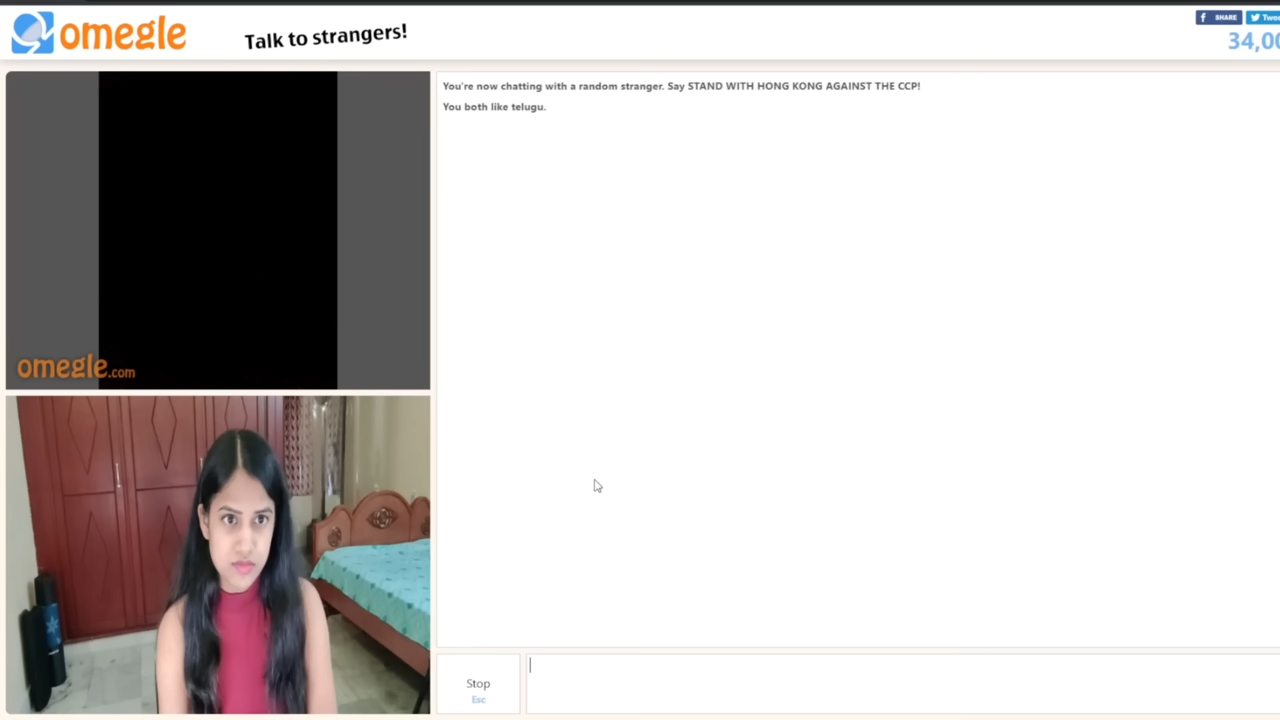 omegle
Talk to strangers!
SHARE
34,00
You're now chatting with a random stranger. Say STAND WITH HONG KONG AGAINST THE CCP!
You both like telugu.
omegle.com
Stop
Esc